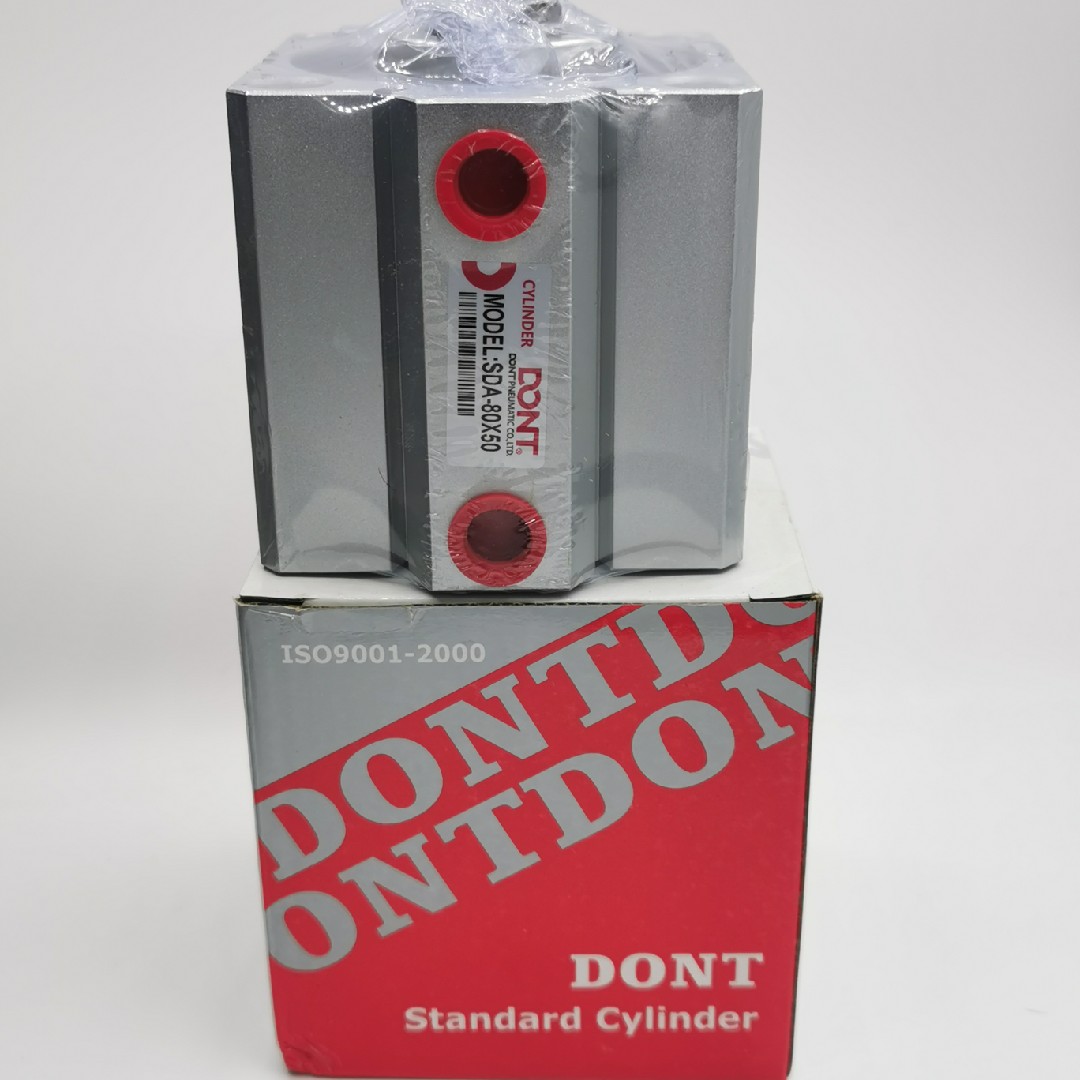 CYLINDER DONT®
DONT PNEUMATIC CO.,LTD.
MODEL:SDA-80X50
ISO9001-2000
DONTDO
ONTDON
DONT
Standard Cylinder